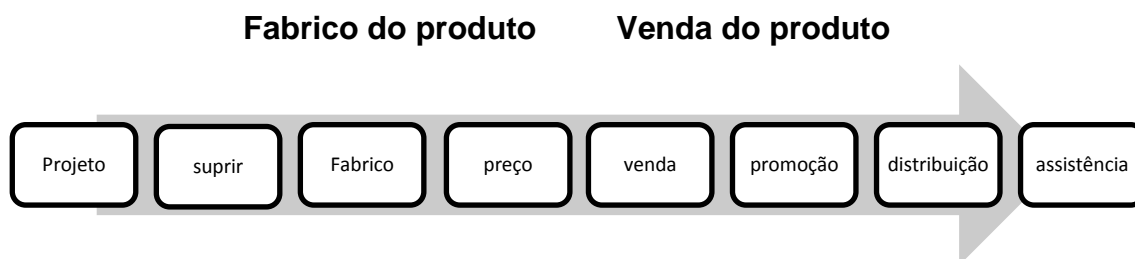 Fabrico do produto Venda do produto
Projeto suprir Fabrico preço venda promoção distribuição assistência